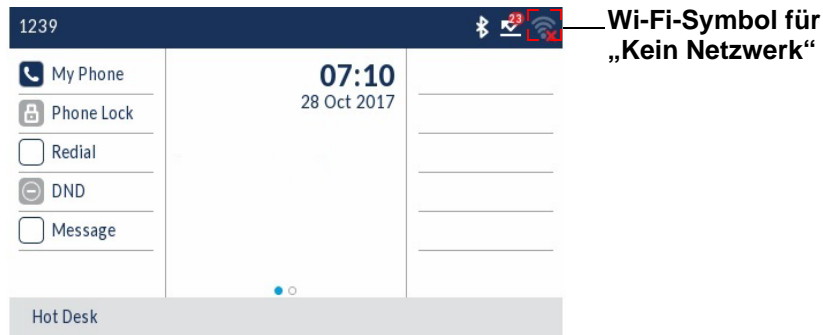 1239
23
Wi-Fi-Symbol für
„Kein Netzwerk“
My Phone
07:10
28 Oct 2017
Phone Lock
Redial
DND
Message
Hot Desk